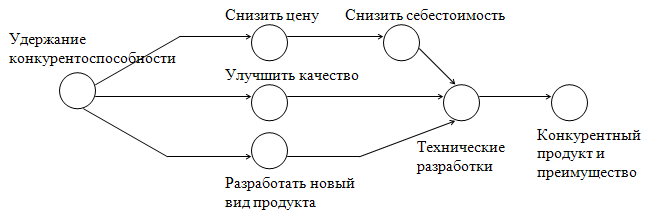 Снизить цену
Снизить себестоимость
Удержание
конкурентоспособности
Улучшить качество
Разработать новый
вид продукта
Технические
разработки
Конкурентный
продукт и
преимущество